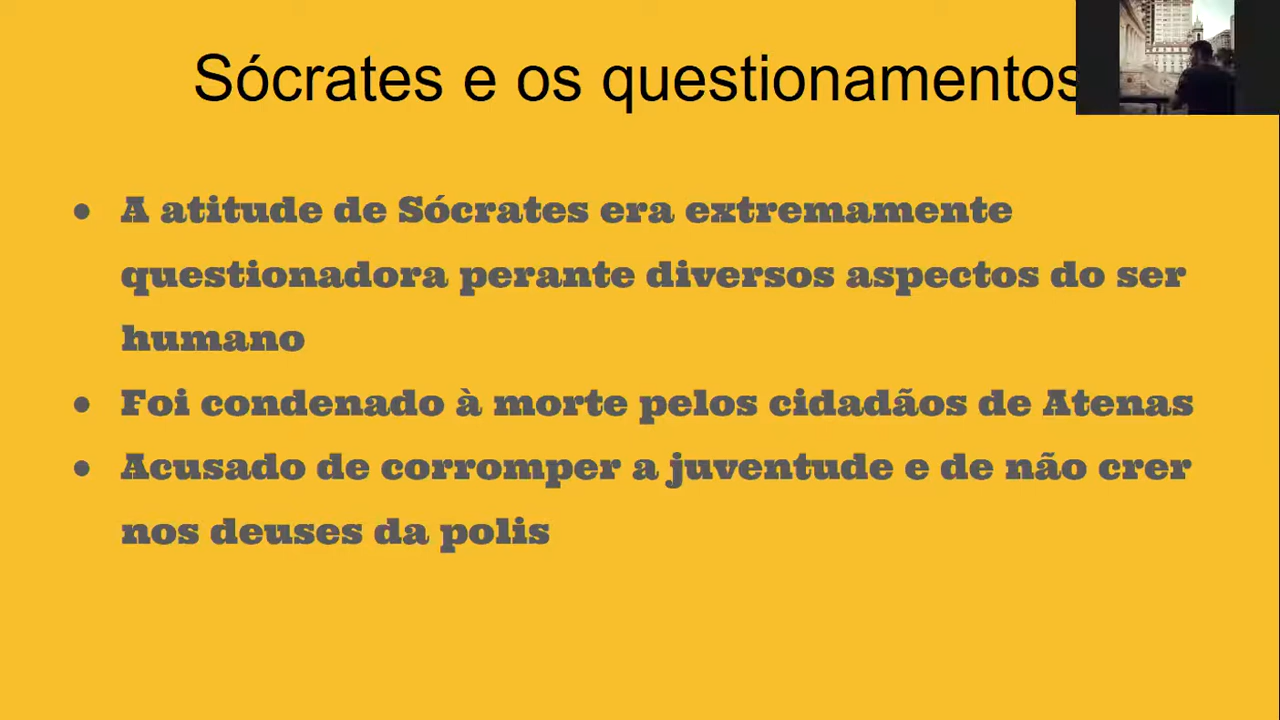 Sócrates e os questionamentos
A atitude de Sócrates era extremamente
questionadora perante diversos aspectos do ser
humano
Foi condenado à morte pelos cidadãos de Atenas
Acusado de corromper a juventude e de não crer
nos deuses da polis